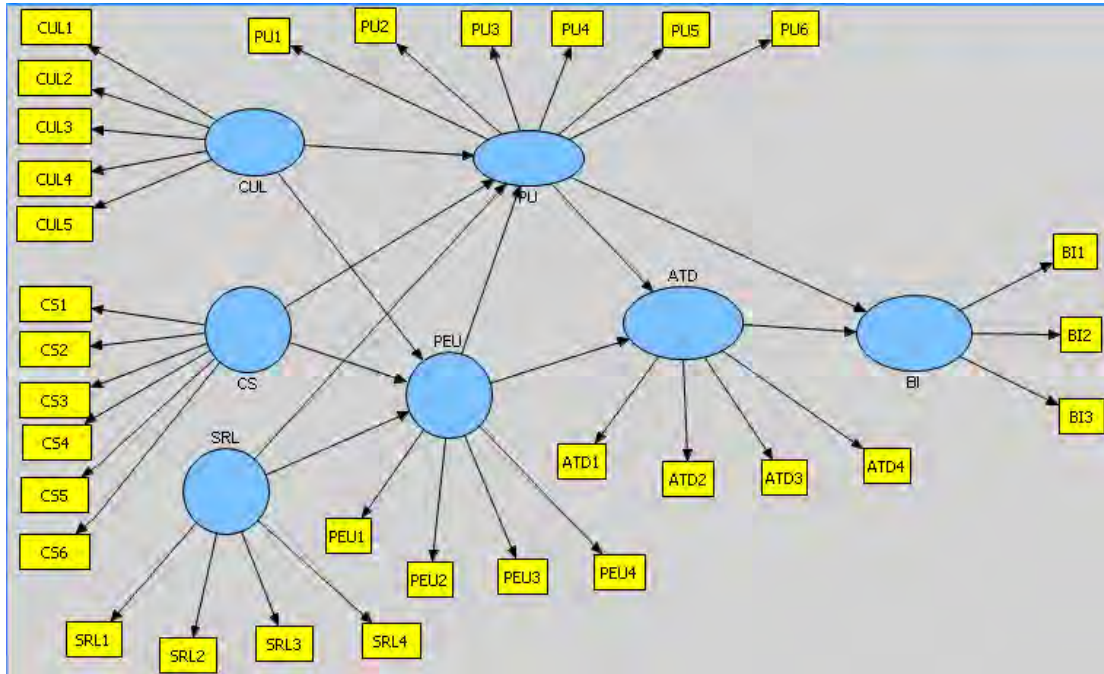 CUL1
CUL2
CUL3
CUL4
CUL5
CUL
PU1
PU2
PU3
PU4
PU5
PU6
PU
CS1
CS2
CS3
CS4
CS5
CS6
CS
SRL
SRL1
SRL2
SRL3
SRL4
PEU
PEU1
PEU2
PEU3
PEU4
ATD
ATD1
ATD2
ATD3
ATD4
BI
BI1
BI2
BI3